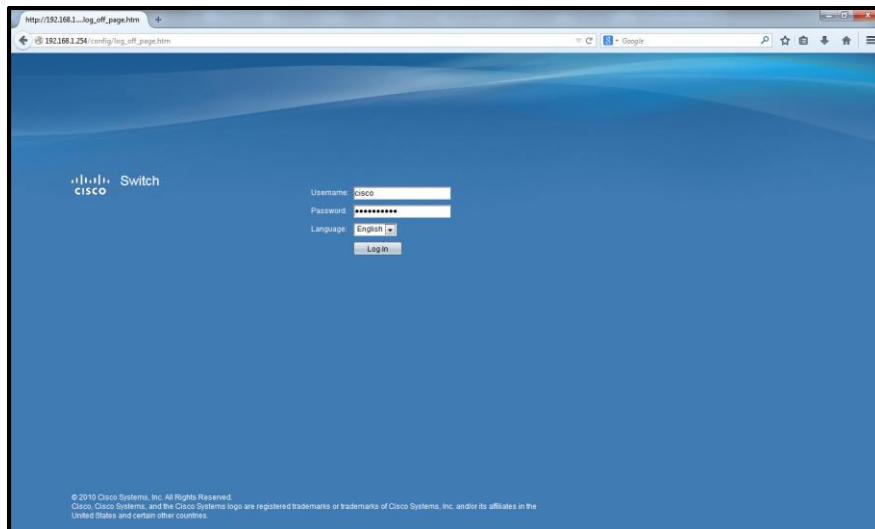 http://192.168.1....log_off_page.htm
192.168.1.254/config/log_off_page.htm
Google
CISCO Switch
Username: cisco
Password: ••••••••••
Language: English
Log In
© 2010 Cisco Systems, Inc. All Rights Reserved.
Cisco, Cisco Systems, and the Cisco Systems logo are registered trademarks or trademarks of Cisco Systems, Inc. and/or its affiliates in the
United States and certain other countries.